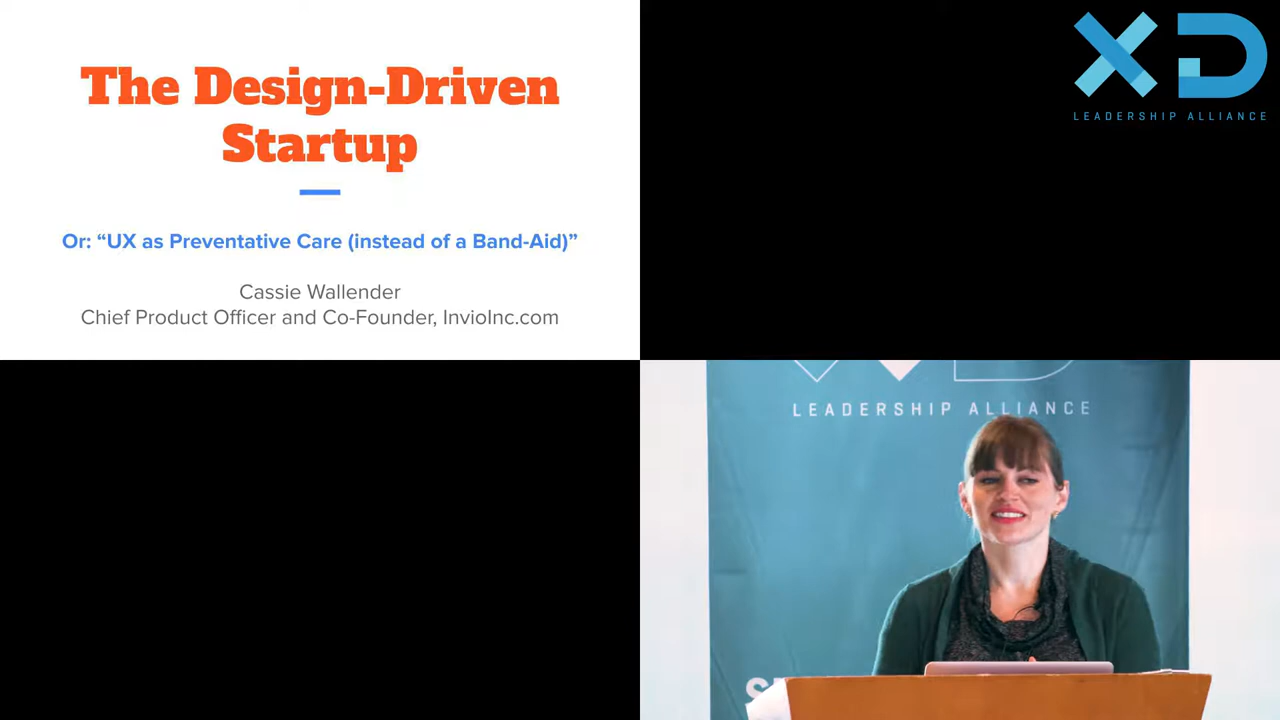 The Design-Driven
Startup
Or: “UX as Preventative Care (instead of a Band-Aid)”
Cassie Wallender
Chief Product Officer and Co-Founder, InvioInc.com
XD
LEADERSHIP ALLIANCE
LEADERSHIP ALLIANCE